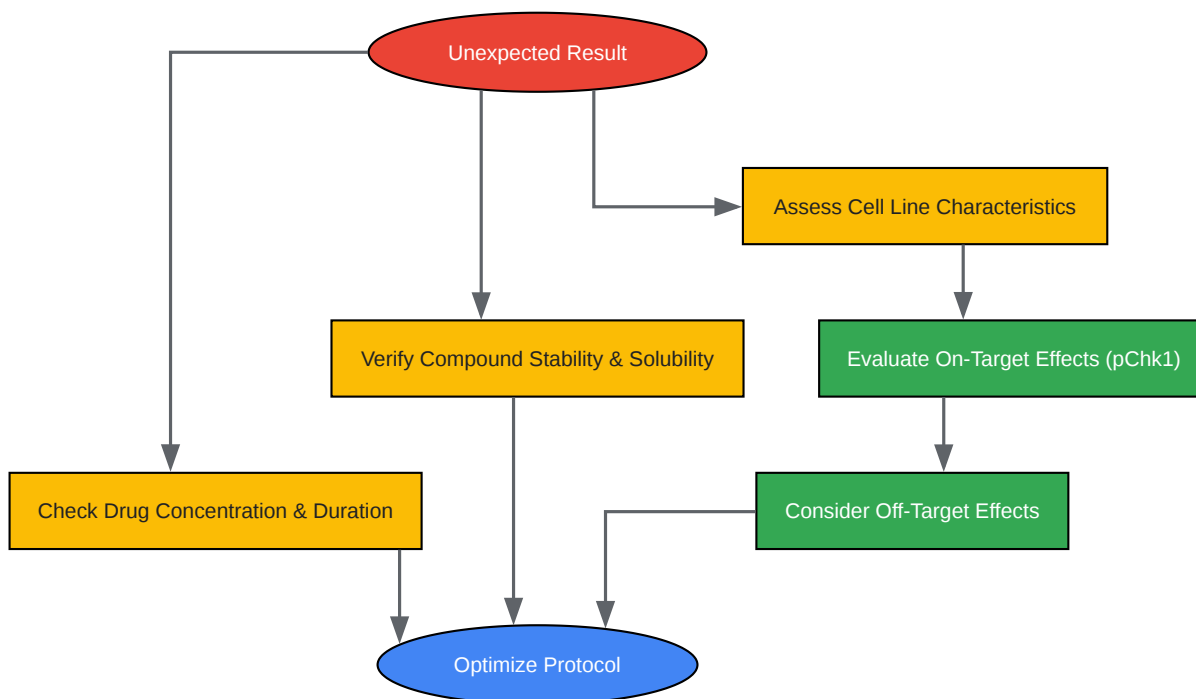 Unexpected Result
Assess Cell Line Characteristics
Verify Compound Stability & Solubility
Evaluate On-Target Effects (pChk1)
Check Drug Concentration & Duration
Consider Off-Target Effects
Optimize Protocol